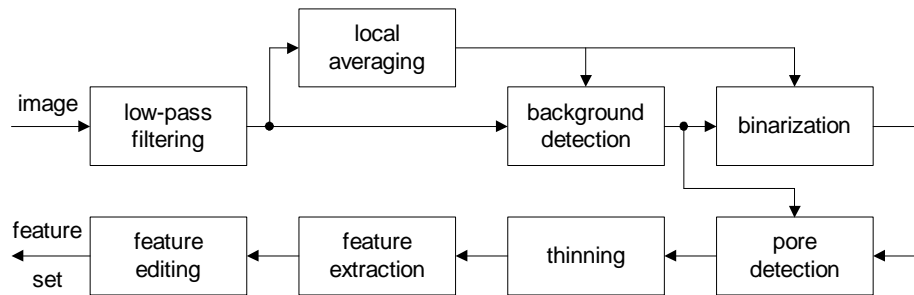 local
averaging
image
low-pass
filtering
background
detection
binarization
feature
set
feature
editing
feature
extraction
thinning
pore
detection